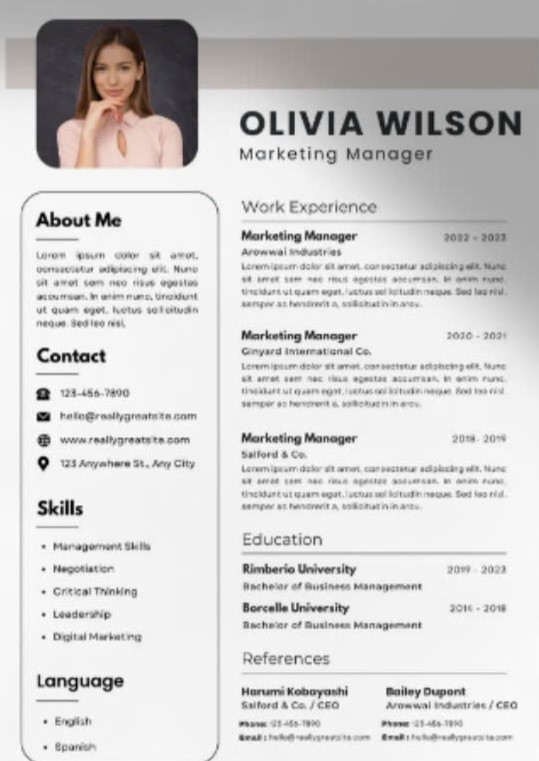 OLIVIA WILSON
Marketing Manager
About Me
Lorem ipsum dolor sit amet,
consectetur adipiscing elit. Nunc
sit amet sem nec risus egestas
accumsan. In enim nunc, tincidunt
ut quam eget, luctus sollicitudin
neque. Sed leo nisl,
Contact
123-456-7890
hello@reallygreatsite.com
www.reallygreatsite.com
123 Anywhere St., Any City
Skills
Management Skills
Negotiation
Critical Thinking
Leadership
Digital Marketing
Language
English
Spanish
Work Experience
Marketing Manager 2022 - 2023
Arowwai Industries
Lorem ipsum dolor sit amet, consectetur adipiscing elit. Nunc
sit amet sem nec risus egestas accumsan. In enim nunc,
tincidunt ut quam eget, luctus sollicitudin neque. Sed leo nisl,
semper ac hendrerit a, sollicitudin in arcu.
Marketing Manager 2020 - 2021
Ginyard International Co.
Lorem ipsum dolor sit amet, consectetur adipiscing elit. Nunc
sit amet sem nec risus egestas accumsan. In enim nunc,
tincidunt ut quam eget, luctus sollicitudin neque. Sed leo nisl,
semper ac hendrerit a, sollicitudin in arcu.
Marketing Manager 2018 - 2019
Salford & Co.
Lorem ipsum dolor sit amet, consectetur adipiscing elit. Nunc
sit amet sem nec risus egestas accumsan. In enim nunc,
tincidunt ut quam eget, luctus sollicitudin neque. Sed leo nisl,
semper ac hendrerit a, sollicitudin in arcu.
Education
Rimberio University 2019 - 2023
Bachelor of Business Management
Borcelle University 2018
Bachelor of Business Management
References
Harumi Kobayashi
Salford & Co. / CEO
Phone: 123-456-7890
Email : hello@reallygreatsite.com
Bailey Dupont
Arowwai Industries / CEO
Phone: 123-456-7890
Email : hello@reallygreatsite.com